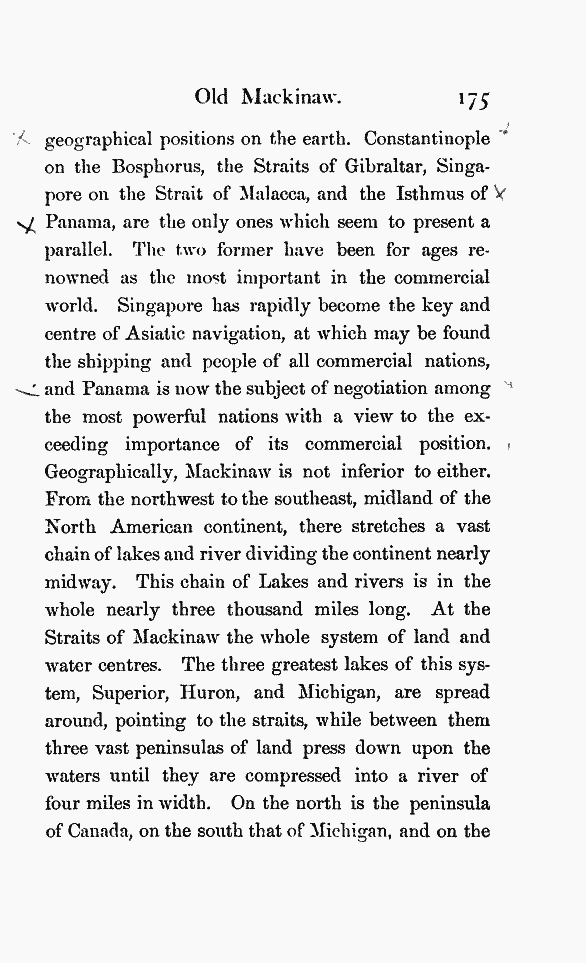 Old Mackinaw. 175
geographical positions on the earth. Constantinople
on the Bosphorus, the Straits of Gibraltar, Singa-
pore on the Strait of Malacca, and the Isthmus of
Panama, are the only ones which seem to present a
parallel. The two former have been for ages re-
nowned as the most important in the commercial
world. Singapore has rapidly become the key and
centre of Asiatic navigation, at which may be found
the shipping and people of all commercial nations,
and Panama is now the subject of negotiation among
the most powerful nations with a view to the ex-
ceeding importance of its commercial position.
Geographically, Mackinaw is not inferior to either.
From the northwest to the southeast, midland of the
North American continent, there stretches a vast
chain of lakes and river dividing the continent nearly
midway. This chain of Lakes and rivers is in the
whole nearly three thousand miles long. At the
Straits of Mackinaw the whole system of land and
water centres. The three greatest lakes of this sys-
tem, Superior, Huron, and Michigan, are spread
around, pointing to the straits, while between them
three vast peninsulas of land press down upon the
waters until they are compressed into a river of
four miles in width. On the north is the peninsula
of Canada, on the south that of Michigan, and on the